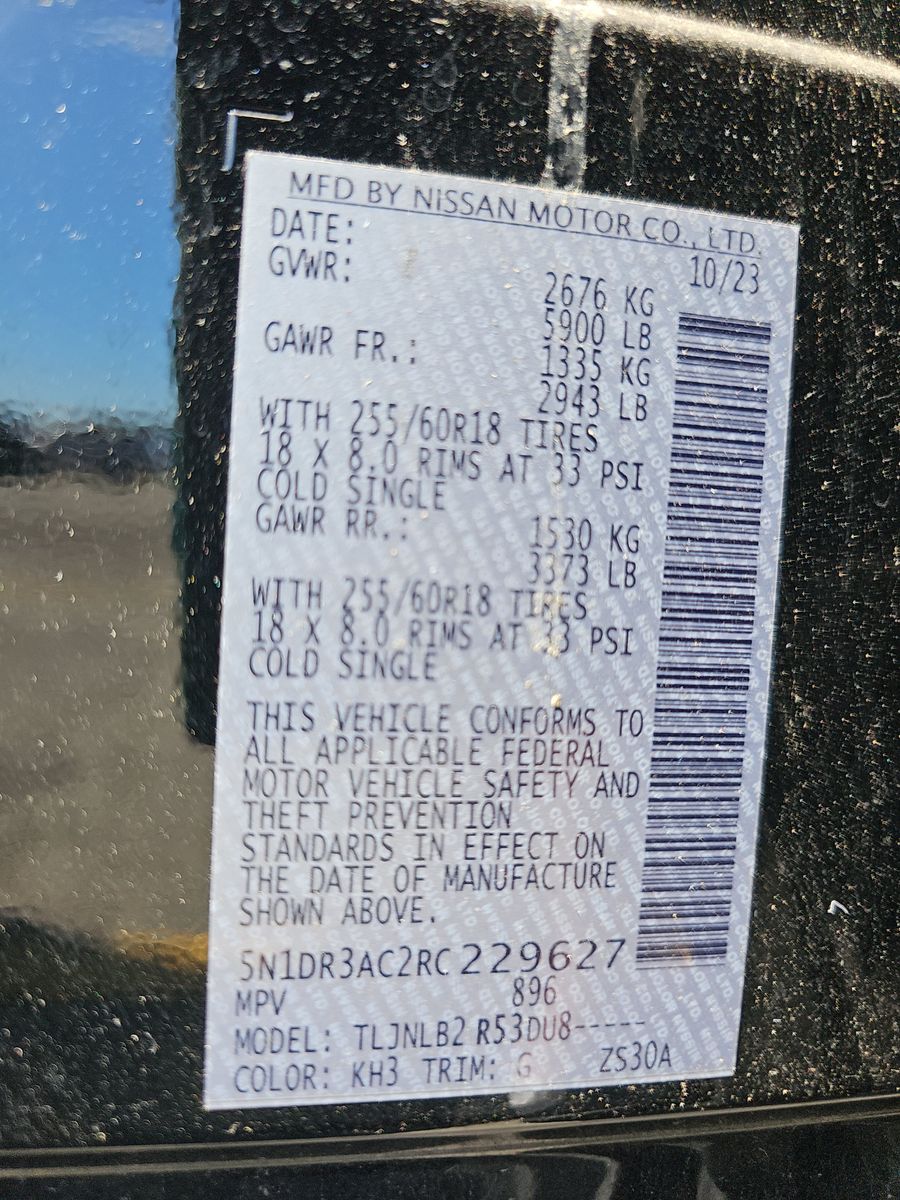 MFD BY NISSAN MOTOR CO., LTD.
DATE: 10/23
GVWR: 2676 KG
5900 LB
GAWR FR.: 1335 KG
2943 LB
WITH 255/60R18 TIRES
18 X 8.0 RIMS AT 33 PSI
COLD SINGLE
GAWR RR.: 1530 KG
3373 LB
WITH 255/60R18 TIRES
18 X 8.0 RIMS AT 33 PSI
COLD SINGLE
THIS VEHICLE CONFORMS TO
ALL APPLICABLE FEDERAL
MOTOR VEHICLE SAFETY AND
THEFT PREVENTION
STANDARDS IN EFFECT ON
THE DATE OF MANUFACTURE
SHOWN ABOVE.
5N1DR3AC2RC229627
MPV 896
MODEL: TLJNLB2 R53DU8-----
COLOR: KH3 TRIM: G ZS30A